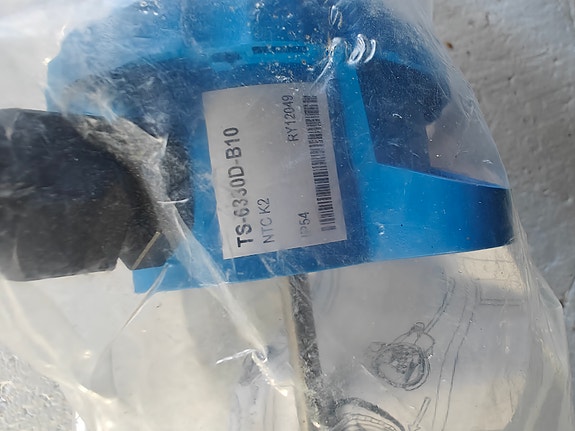 TS-6330D-B10
NTC K2
RY12049
IP54